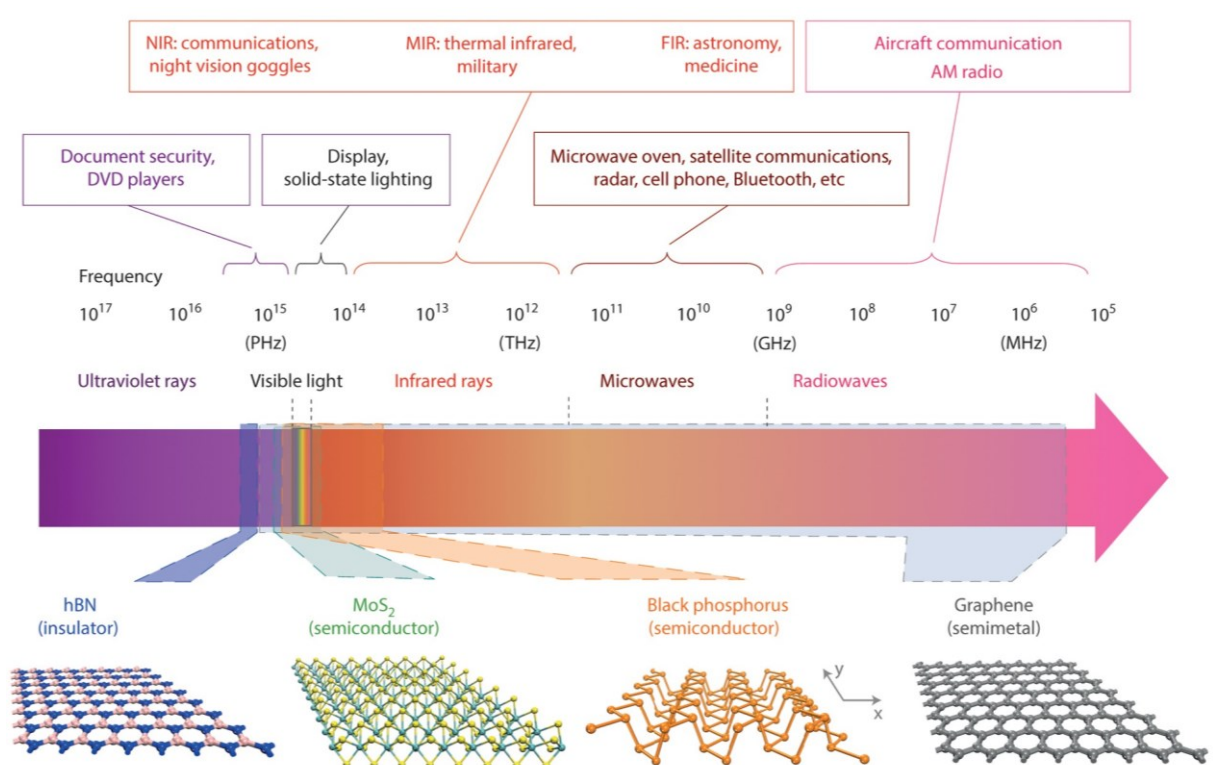 NIR: communications,
night vision goggles
MIR: thermal infrared,
military
FIR: astronomy,
medicine
Aircraft communication
AM radio
Document security,
DVD players
Display,
solid-state lighting
Microwave oven, satellite communications,
radar, cell phone, Bluetooth, etc
Frequency
10¹⁷ 10¹⁶ 10¹⁵ 10¹⁴ 10¹³ 10¹² 10¹¹ 10¹⁰ 10⁹ 10⁸ 10⁷ 10⁶ 10⁵
(PHz) (THz) (GHz) (MHz)
Ultraviolet rays Visible light Infrared rays Microwaves Radiowaves
hBN
(insulator)
MoS₂
(semiconductor)
Black phosphorus
(semiconductor)
Graphene
(semimetal)
y
x